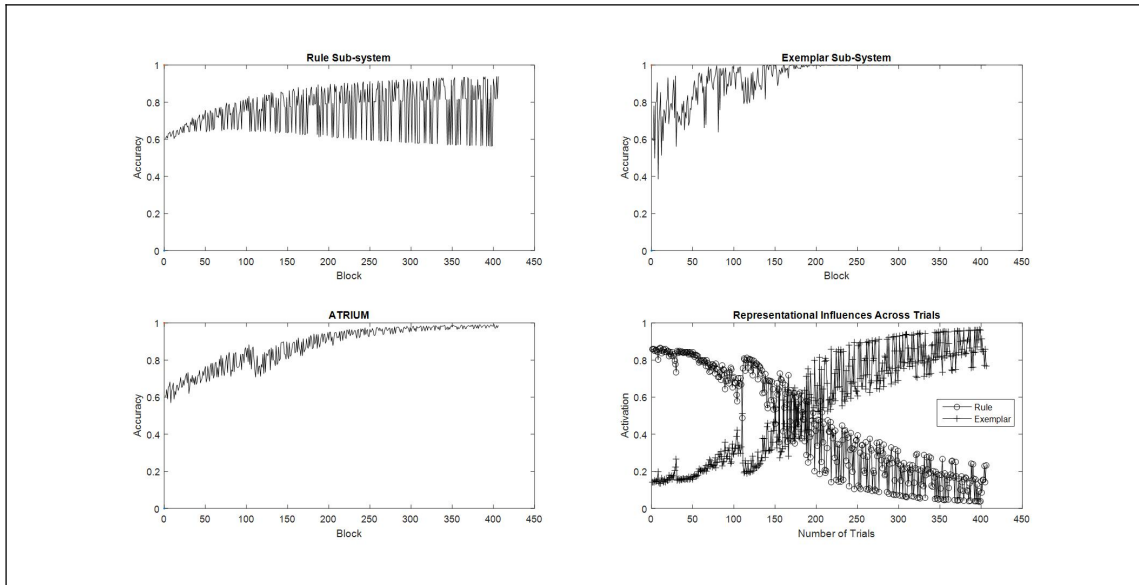 Rule Sub-system
Accuracy
1
0.8
0.6
0.4
0.2
0
0 50 100 150 200 250 300 350 400 450
Block
Exemplar Sub-System
Accuracy
1
0.8
0.6
0.4
0.2
0
0 50 100 150 200 250 300 350 400 450
Block
ATRIUM
Accuracy
1
0.8
0.6
0.4
0.2
0
0 50 100 150 200 250 300 350 400 450
Block
Representational Influences Across Trials
Activation
1
0.8
0.6
0.4
0.2
0
0 50 100 150 200 250 300 350 400 450
Number of Trials
Rule
Exemplar